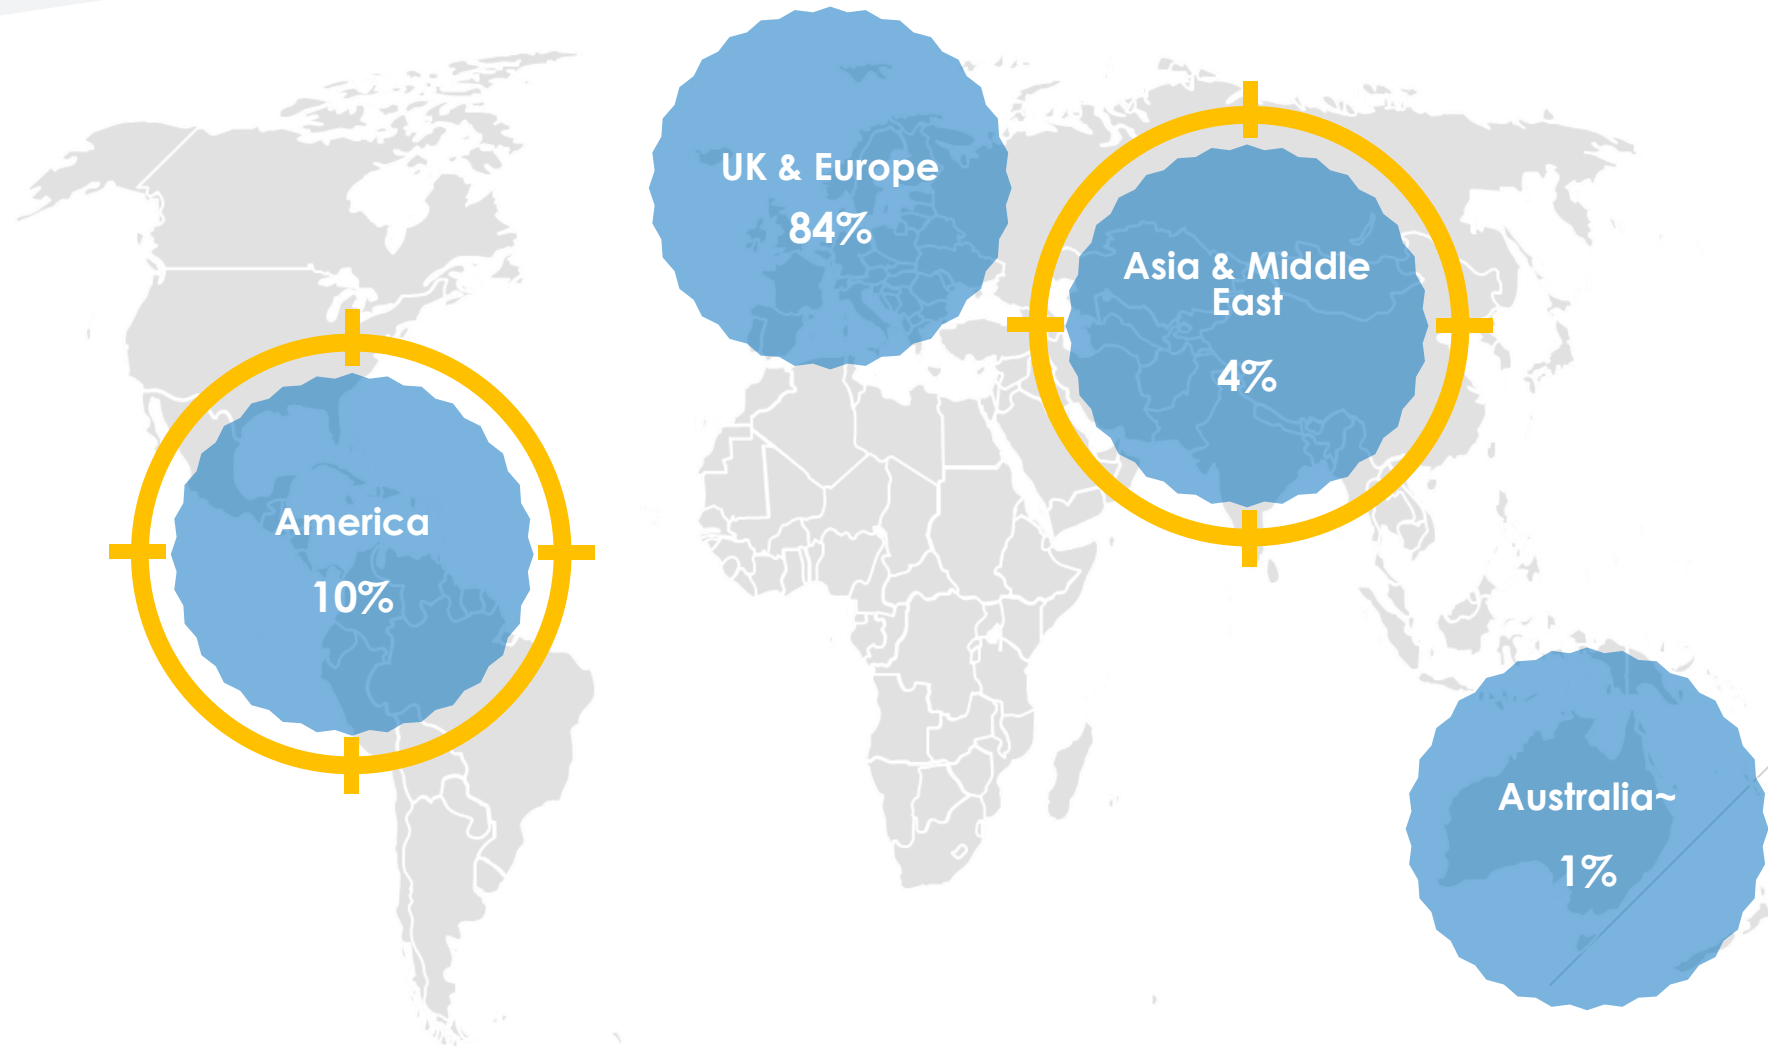 UK & Europe
84%
Asia & Middle
East
4%
America
10%
Australia~
1%